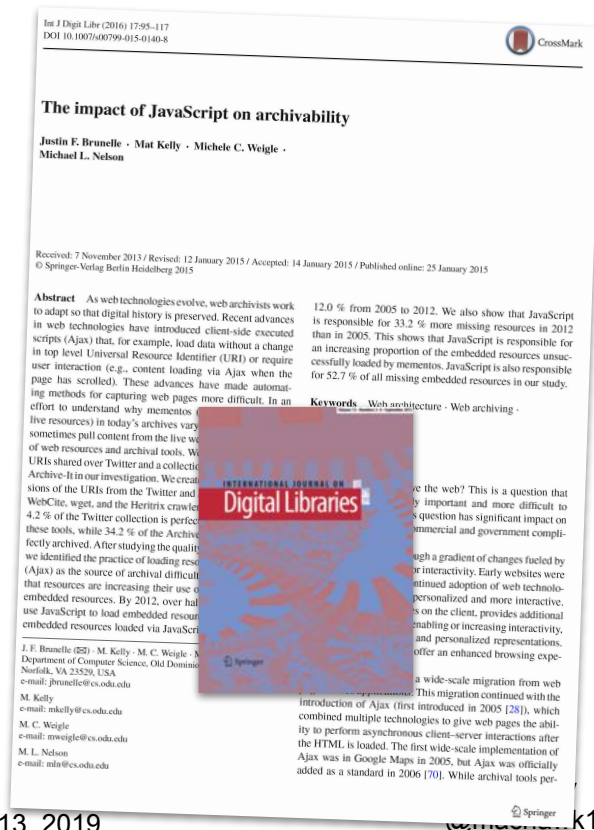 Int J Digit Libr (2016) 17:95–117
DOI 10.1007/s00799-015-0140-8
CrossMark
The impact of JavaScript on archivability
Justin F. Brunelle · Mat Kelly · Michele C. Weigle ·
Michael L. Nelson
Received: 7 November 2013 / Revised: 12 January 2015 / Accepted: 14 January 2015 / Published online: 25 January 2015
© Springer-Verlag Berlin Heidelberg 2015
Abstract As web technologies evolve, web archivists work
to adapt so that digital history is preserved. Recent advances
in web technologies have introduced client-side executed
scripts (Ajax) that, for example, load data without a change
in top level Universal Resource Identifier (URI) or require
user interaction (e.g., content loading via Ajax when the
page has scrolled). These advances have made automat-
ing methods for capturing web pages more difficult. In an
effort to understand why mementos
live resources) in today's archives vary
sometimes pull content from the live
of web resources and archival tools.
URIs shared over Twitter and a
Archive-It in our investigation. We
sions of the URIs from the Twitter and
WebCite, wget, and the Heritrix
4.2 % of the Twitter collection is
these tools, while 34.2 % of the
fectly archived. After studying the quality
we identified the practice of loading
(Ajax) as the source of archival
that resources are increasing their use
embedded resources. By 2012, over
use JavaScript to load embedded
embedded resources loaded via
J. F. Brunelle (✉) · M. Kelly · M. C. Weigle ·
Department of Computer Science, Old
Norfolk, VA 23529, USA
e-mail: jbrunelle@cs.odu.edu
M. Kelly
e-mail: mkelly@cs.odu.edu
M. C. Weigle
e-mail: mweigle@cs.odu.edu
M. L. Nelson
e-mail: mln@cs.odu.edu
12.0 % from 2005 to 2012. We also show that JavaScript
is responsible for 33.2 % more missing resources in 2012
than in 2005. This shows that JavaScript is responsible for
an increasing proportion of the embedded resources unsuc-
cessfully loaded by mementos. JavaScript is also responsible
for 52.7 % of all missing embedded resources in our study.
Keywords Web architecture · Web archiving ·
the web? This is a question that
important and more difficult to
question has significant impact on
and government compli-
a gradient of changes fueled by
or interactivity. Early websites were
adoption of web technolo-
personalized and more interactive.
on the client, provides additional
enabling or increasing interactivity,
and personalized representations.
offer an enhanced browsing expe-
a wide-scale migration from web
This migration continued with the
introduction of Ajax (first introduced in 2005 [28]), which
combined multiple technologies to give web pages the abil-
ity to perform asynchronous client–server interactions after
the HTML is loaded. The first wide-scale implementation of
Ajax was in Google Maps in 2005, but Ajax was officially
added as a standard in 2006 [70]. While archival tools per-
Springer
INTERNATIONAL JOURNAL ON
Digital Libraries
Springer
13, 2019